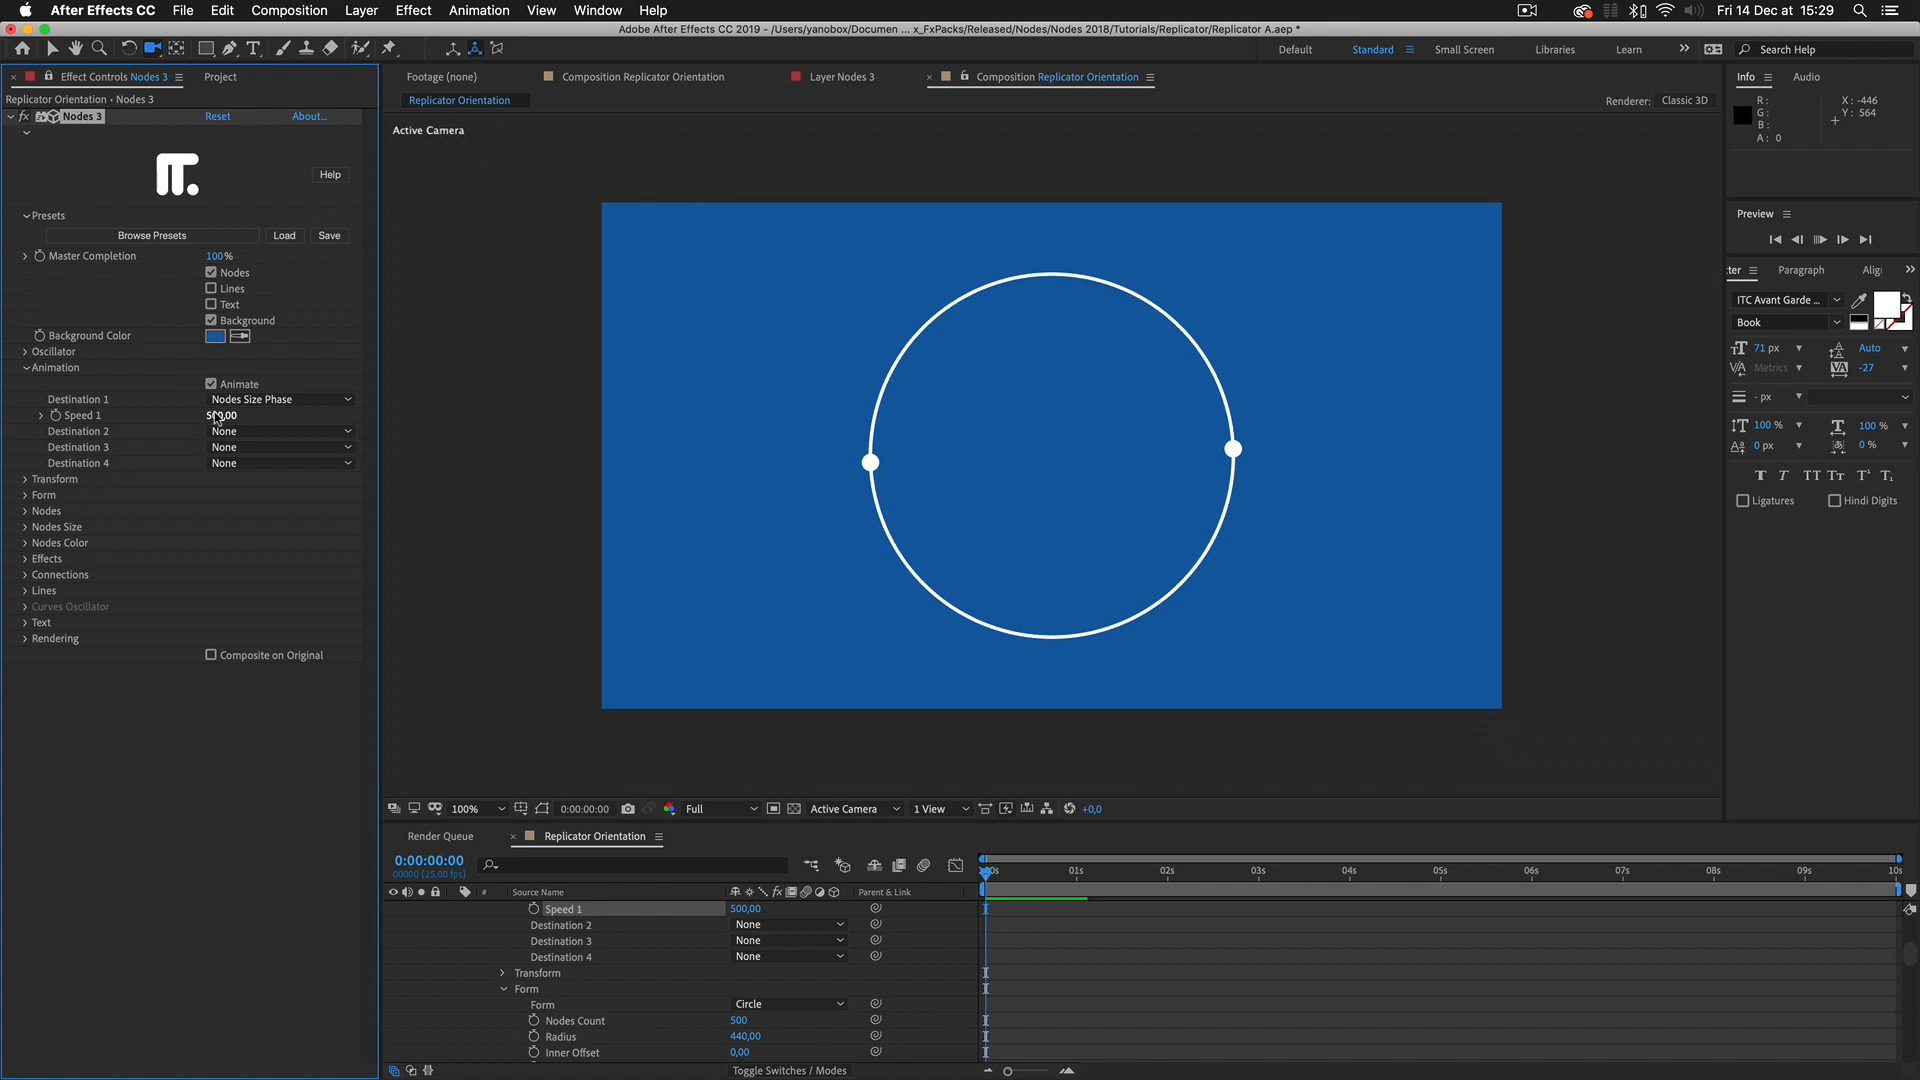 After Effects CC File Edit Composition Layer Effect Animation View Window Help Fri 14 Dec at 15:29
Adobe After Effects CC 2019 - /Users/yanobox/Documen ... x_FxPacks/Released/Nodes/Nodes 2018/Tutorials/Replicator/Replicator A.aep *
Default Standard Small Screen Libraries Learn Search Help
Effect Controls Nodes 3 Project
Footage (none) Composition Replicator Orientation Layer Nodes 3 Composition Replicator Orientation
Info Audio
Replicator Orientation • Nodes 3
Replicator Orientation
Renderer: Classic 3D
R:
G:
B:
A: 0
X: -446
Y: 564
fx Nodes 3 Reset About...
Active Camera
Help
Presets
Browse Presets Load Save
Master Completion 100%
Nodes
Lines
Text
Background
Background Color
Oscillator
Animation
Animate
Destination 1 Nodes Size Phase
Speed 1
Destination 2 None
Destination 3 None
Destination 4 None
Transform
Form
Nodes
Nodes Size
Nodes Color
Effects
Connections
Lines
Curves Oscillator
Text
Rendering
Composite on Original
Preview
ter Paragraph Alig
ITC Avant Garde ...
Book
71 px Auto
Metrics -27
- px
100 % 100 %
0 px 0 %
Ligatures Hindi Digits
100% 0:00:00:00 Full Active Camera 1 View +0,0
Render Queue Replicator Orientation
0:00:00:00
00000 (25.00 fps)
# Source Name fx Parent & Link
01s 02s 03s 04s 05s 06s 07s 08s 09s 10s
Speed 1 500,00
Destination 2 None
Destination 3 None
Destination 4 None
Transform
Form
Form Circle
Nodes Count 500
Radius 440,00
Inner Offset 0,00
Toggle Switches / Modes